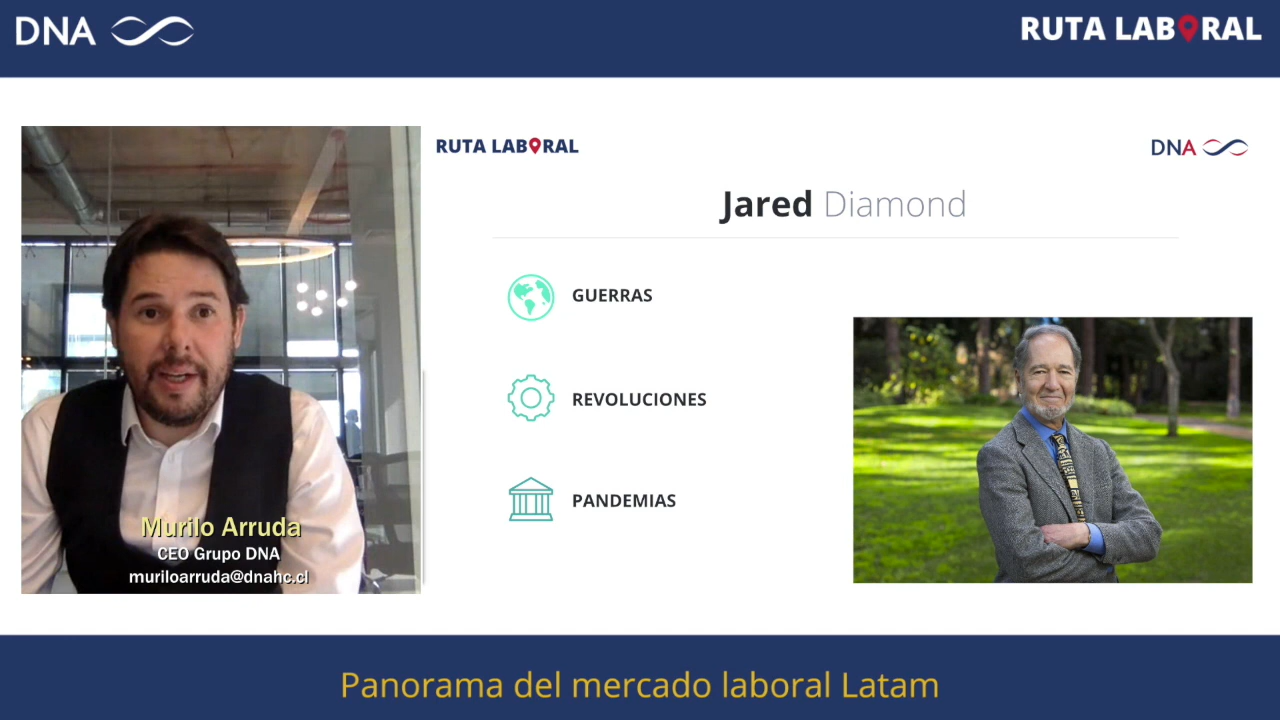 DNA
RUTA LABORAL
RUTA LABORAL
DNA
Jared Diamond
GUERRAS
REVOLUCIONES
PANDEMIAS
Murilo Arruda
CEO Grupo DNA
muriloarruda@dnahc.cl
Panorama del mercado laboral Latam